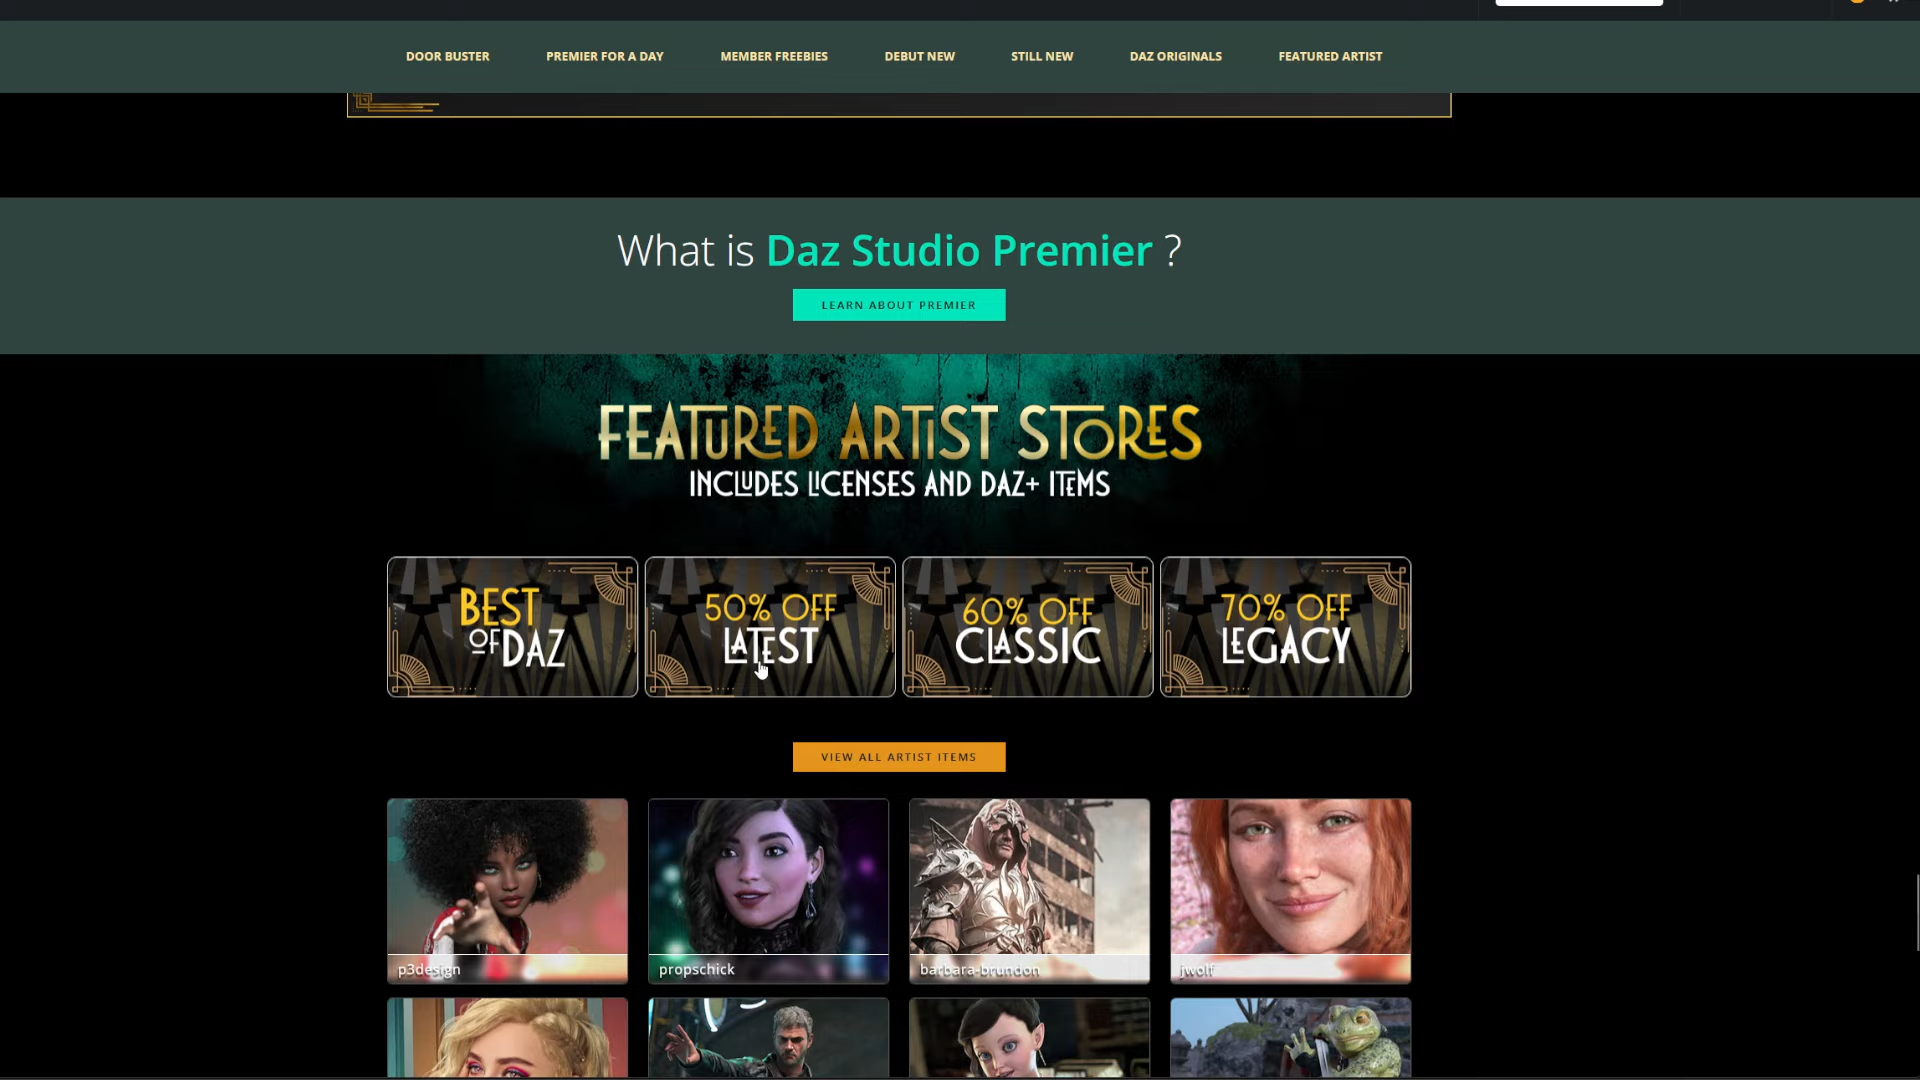 DOOR BUSTER
PREMIER FOR A DAY
MEMBER FREEBIES
DEBUT NEW
STILL NEW
DAZ ORIGINALS
FEATURED ARTIST
What is Daz Studio Premier ?
LEARN ABOUT PREMIER
FEATURED ARTIST STORES
INCLUDES LICENSES AND DAZ+ ITEMS
BEST
OF DAZ
50% OFF
LATEST
60% OFF
CLASSIC
70% OFF
LEGACY
VIEW ALL ARTIST ITEMS
p3design
propschick
barbara-brundon
jwolf